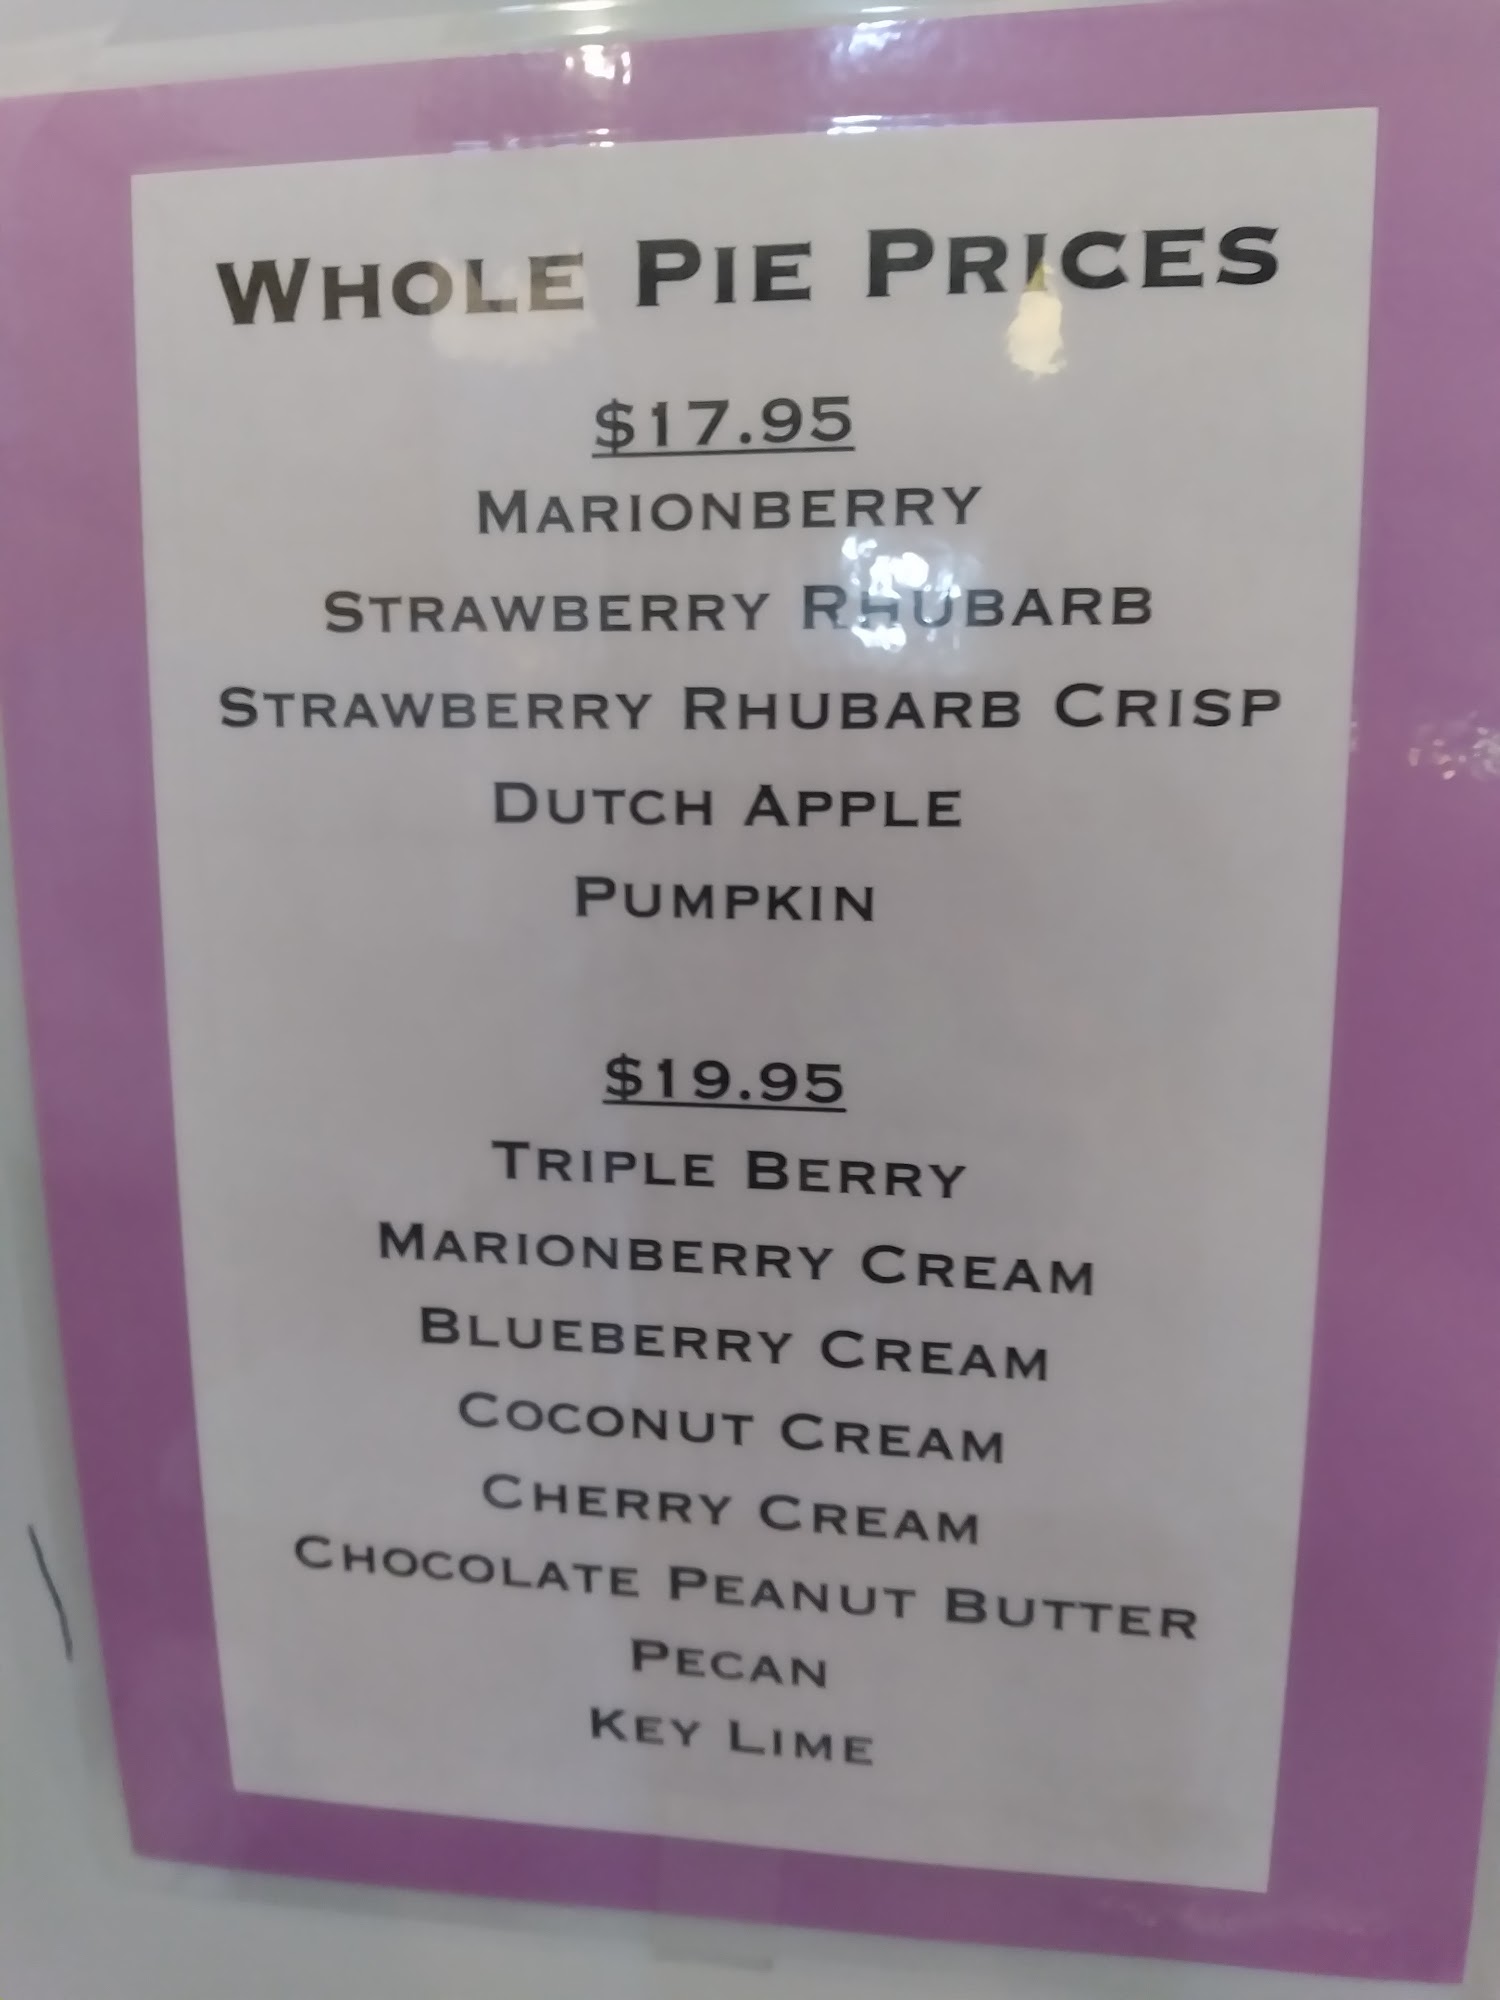 WHOLE PIE PRICES
$17.95
MARIONBERRY
STRAWBERRY RHUBARB
STRAWBERRY RHUBARB CRISP
DUTCH APPLE
PUMPKIN
$19.95
TRIPLE BERRY
MARIONBERRY CREAM
BLUEBERRY CREAM
COCONUT CREAM
CHERRY CREAM
CHOCOLATE PEANUT BUTTER
PECAN
KEY LIME